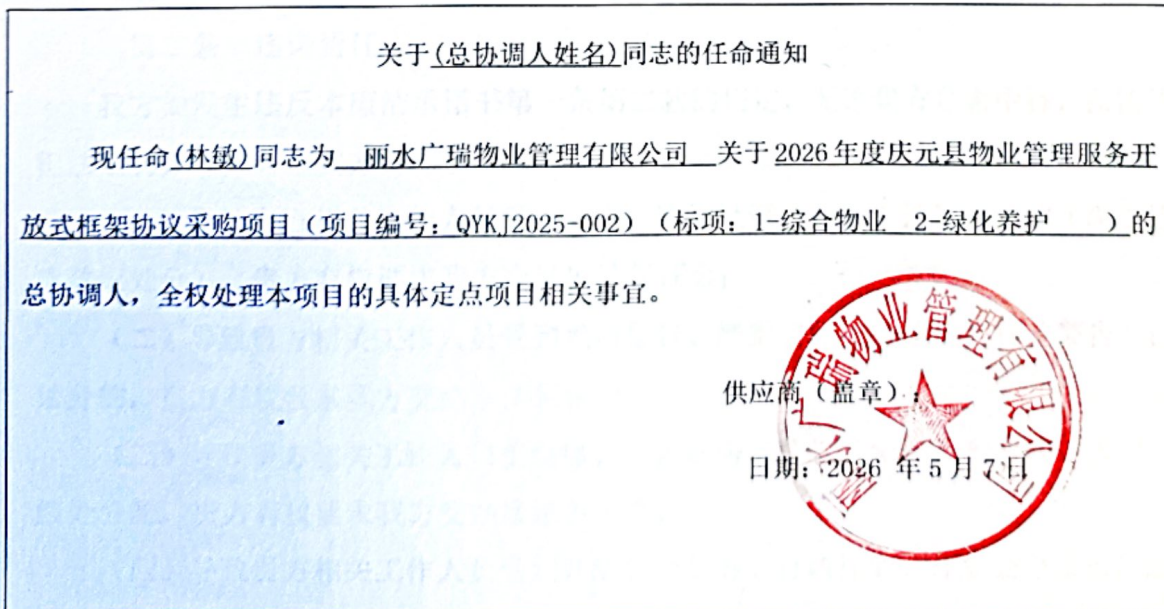 关于(总协调人姓名)同志的任命通知
现任命(林敏)同志为 丽水广瑞物业管理有限公司 关于2026年度庆元县物业管理服务开
放式框架协议采购项目（项目编号：QYKJ2025-002）（标项：1-综合物业 2-绿化养护 ）的
总协调人，全权处理本项目的具体定点项目相关事宜。
供应商（盖章）：
日期：2026 年5月7日
丽水广瑞物业管理有限公司